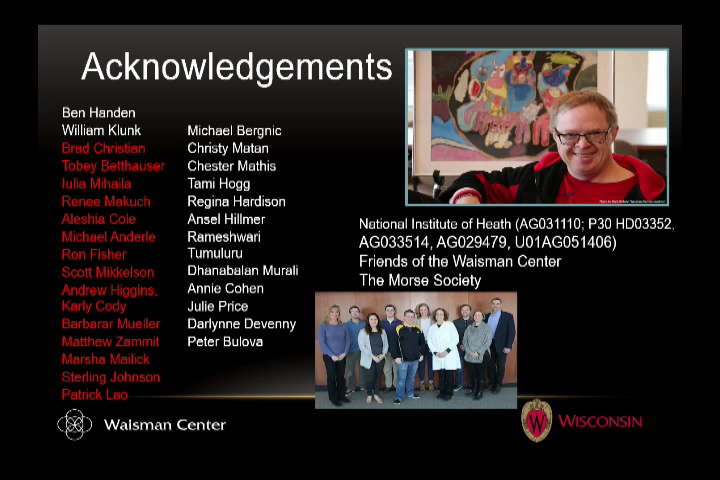 Acknowledgements
Ben Handen
William Klunk
Brad Christian
Tobey Betthauser
Iulia Mihaila
Renee Makuch
Aleshia Cole
Michael Anderle
Ron Fisher
Scott Mikkelson
Andrew Higgins,
Karly Cody
Barbarar Mueller
Matthew Zammit
Marsha Mailick
Sterling Johnson
Patrick Lao
Michael Bergnic
Christy Matan
Chester Mathis
Tami Hogg
Regina Hardison
Ansel Hillmer
Rameshwari
Tumuluru
Dhanabalan Murali
Annie Cohen
Julie Price
Darlynne Devenny
Peter Bulova
National Institute of Heath (AG031110; P30 HD03352,
AG033514, AG029479, U01AG051406)
Friends of the Waisman Center
The Morse Society
Waisman Center
WISCONSIN